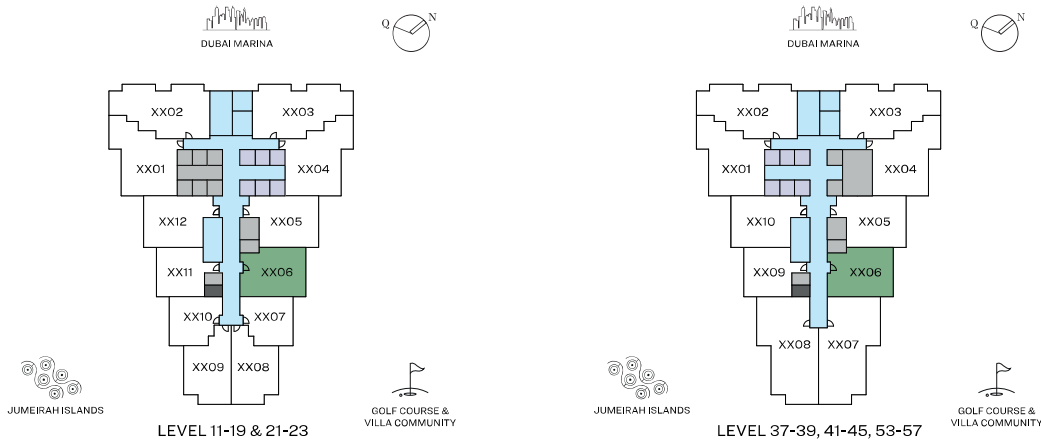 DUBAI MARINA
Q N
XX02 XX03
XX01 XX04
XX12 XX05
XX11 XX06
XX10 XX07
XX09 XX08
JUMEIRAH ISLANDS
GOLF COURSE &
VILLA COMMUNITY
LEVEL 11-19 & 21-23
DUBAI MARINA
Q N
XX02 XX03
XX01 XX04
XX10 XX05
XX09 XX06
XX08 XX07
JUMEIRAH ISLANDS
GOLF COURSE &
VILLA COMMUNITY
LEVEL 37-39, 41-45, 53-57